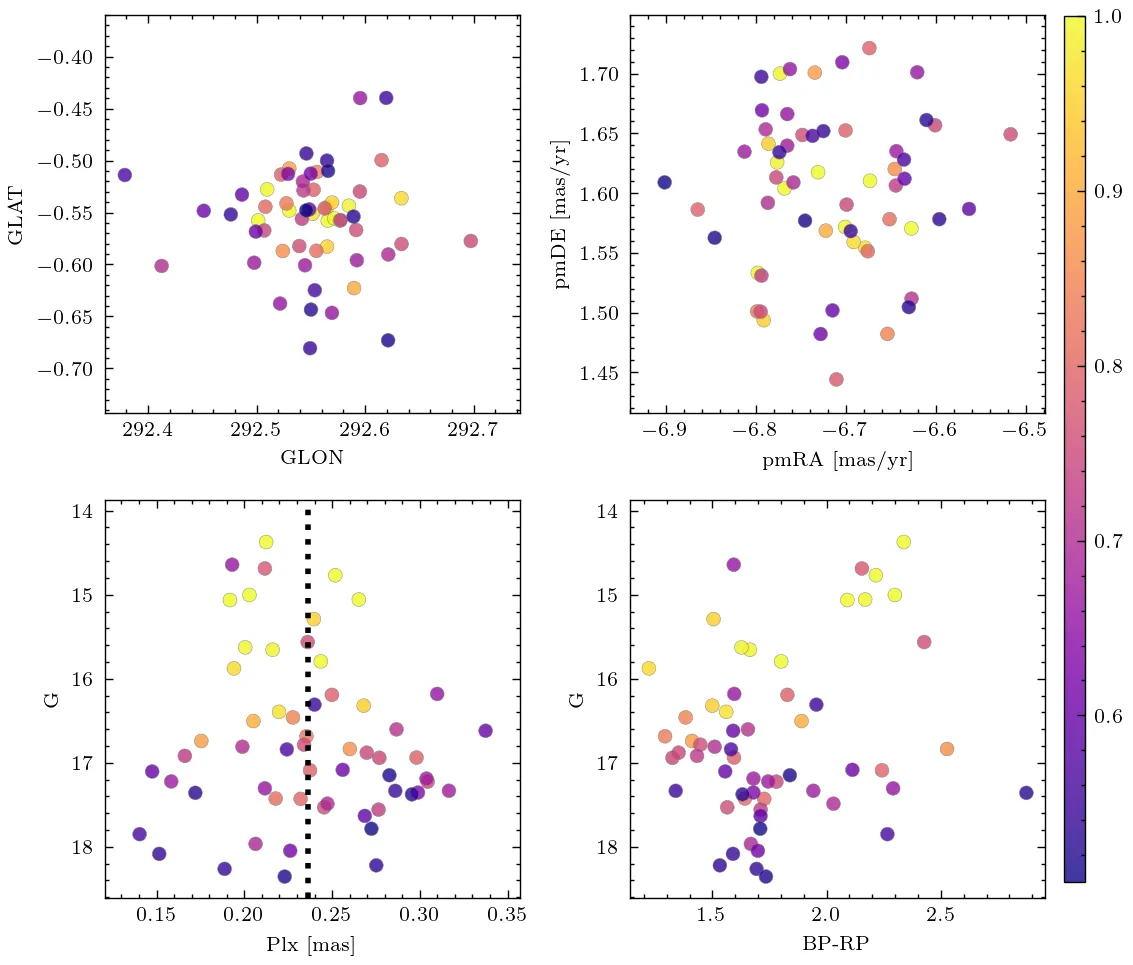 −0.40
−0.45
−0.50
−0.55
−0.60
−0.65
−0.70
GLAT
292.4 292.5 292.6 292.7
GLON
1.70
1.65
1.60
1.55
1.50
1.45
pmDE [mas/yr]
−6.9 −6.8 −6.7 −6.6 −6.5
pmRA [mas/yr]
1.0
0.9
0.8
0.7
0.6
14
15
16
17
18
G
0.15 0.20 0.25 0.30 0.35
Plx [mas]
14
15
16
17
18
G
1.5 2.0 2.5
BP-RP